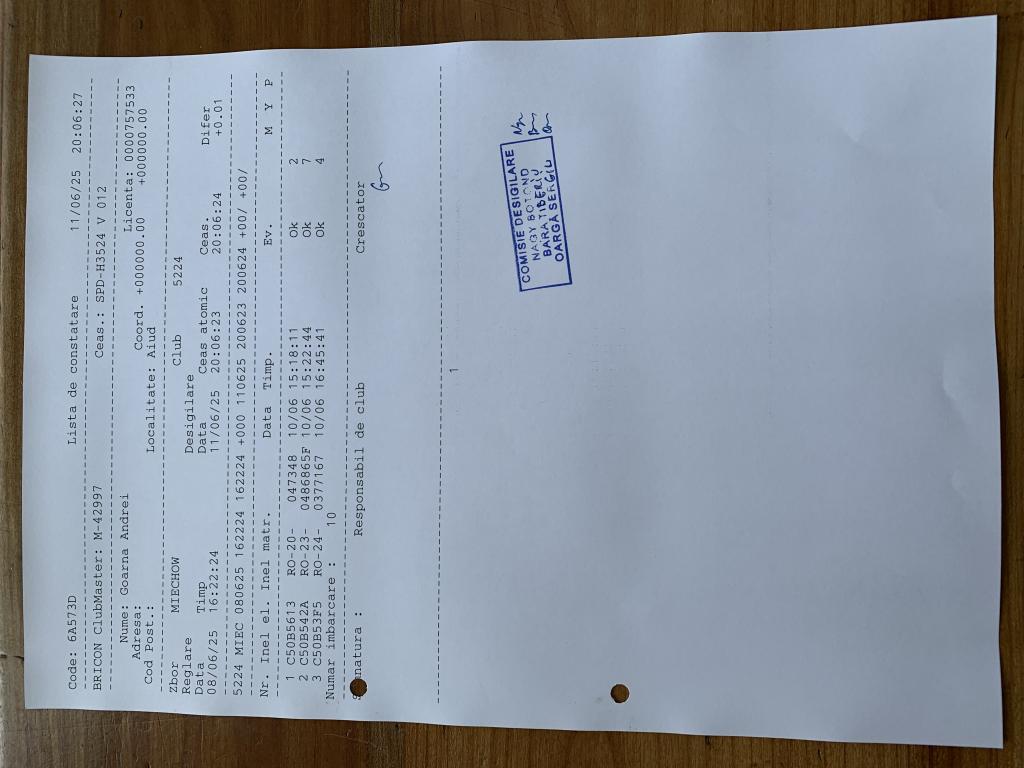 Code: 6A573D Lista de constatare 11/06/25 20:06:27
BRICON ClubMaster: M-42997 Ceas.: SPD-H3524 V 012
Nume: Goarna Andrei Licenta: 0000757533
Adresa: Coord. +000000.00 +000000.00
Cod Post.: Localitate: Aiud
Zbor MIECHOW Club 5224
Reglare Desigilare
Data Timp Data Ceas atomic Ceas. Difer
08/06/25 16:22:24 11/06/25 20:06:23 20:06:24 +0.01
5224 MIEC 080625 162224 162224 +000 110625 200623 200624 +00/ +00/
Nr. Inel el. Inel matr. Data Timp. Ev. M Y P
1 C50B5613 RO-20- 047348 10/06 15:18:11 Ok 2
2 C50B542A RO-23- 0486865F 10/06 15:22:44 Ok 7
3 C50B53F5 RO-24- 0377167 10/06 16:45:41 Ok 4
Numar imbarcare : 10
natura : Responsabil de club Crescator
1
COMISIE DESIGILARE
NAGY BOTOND
BARA TIBERIU
OARGĂ SERGIU